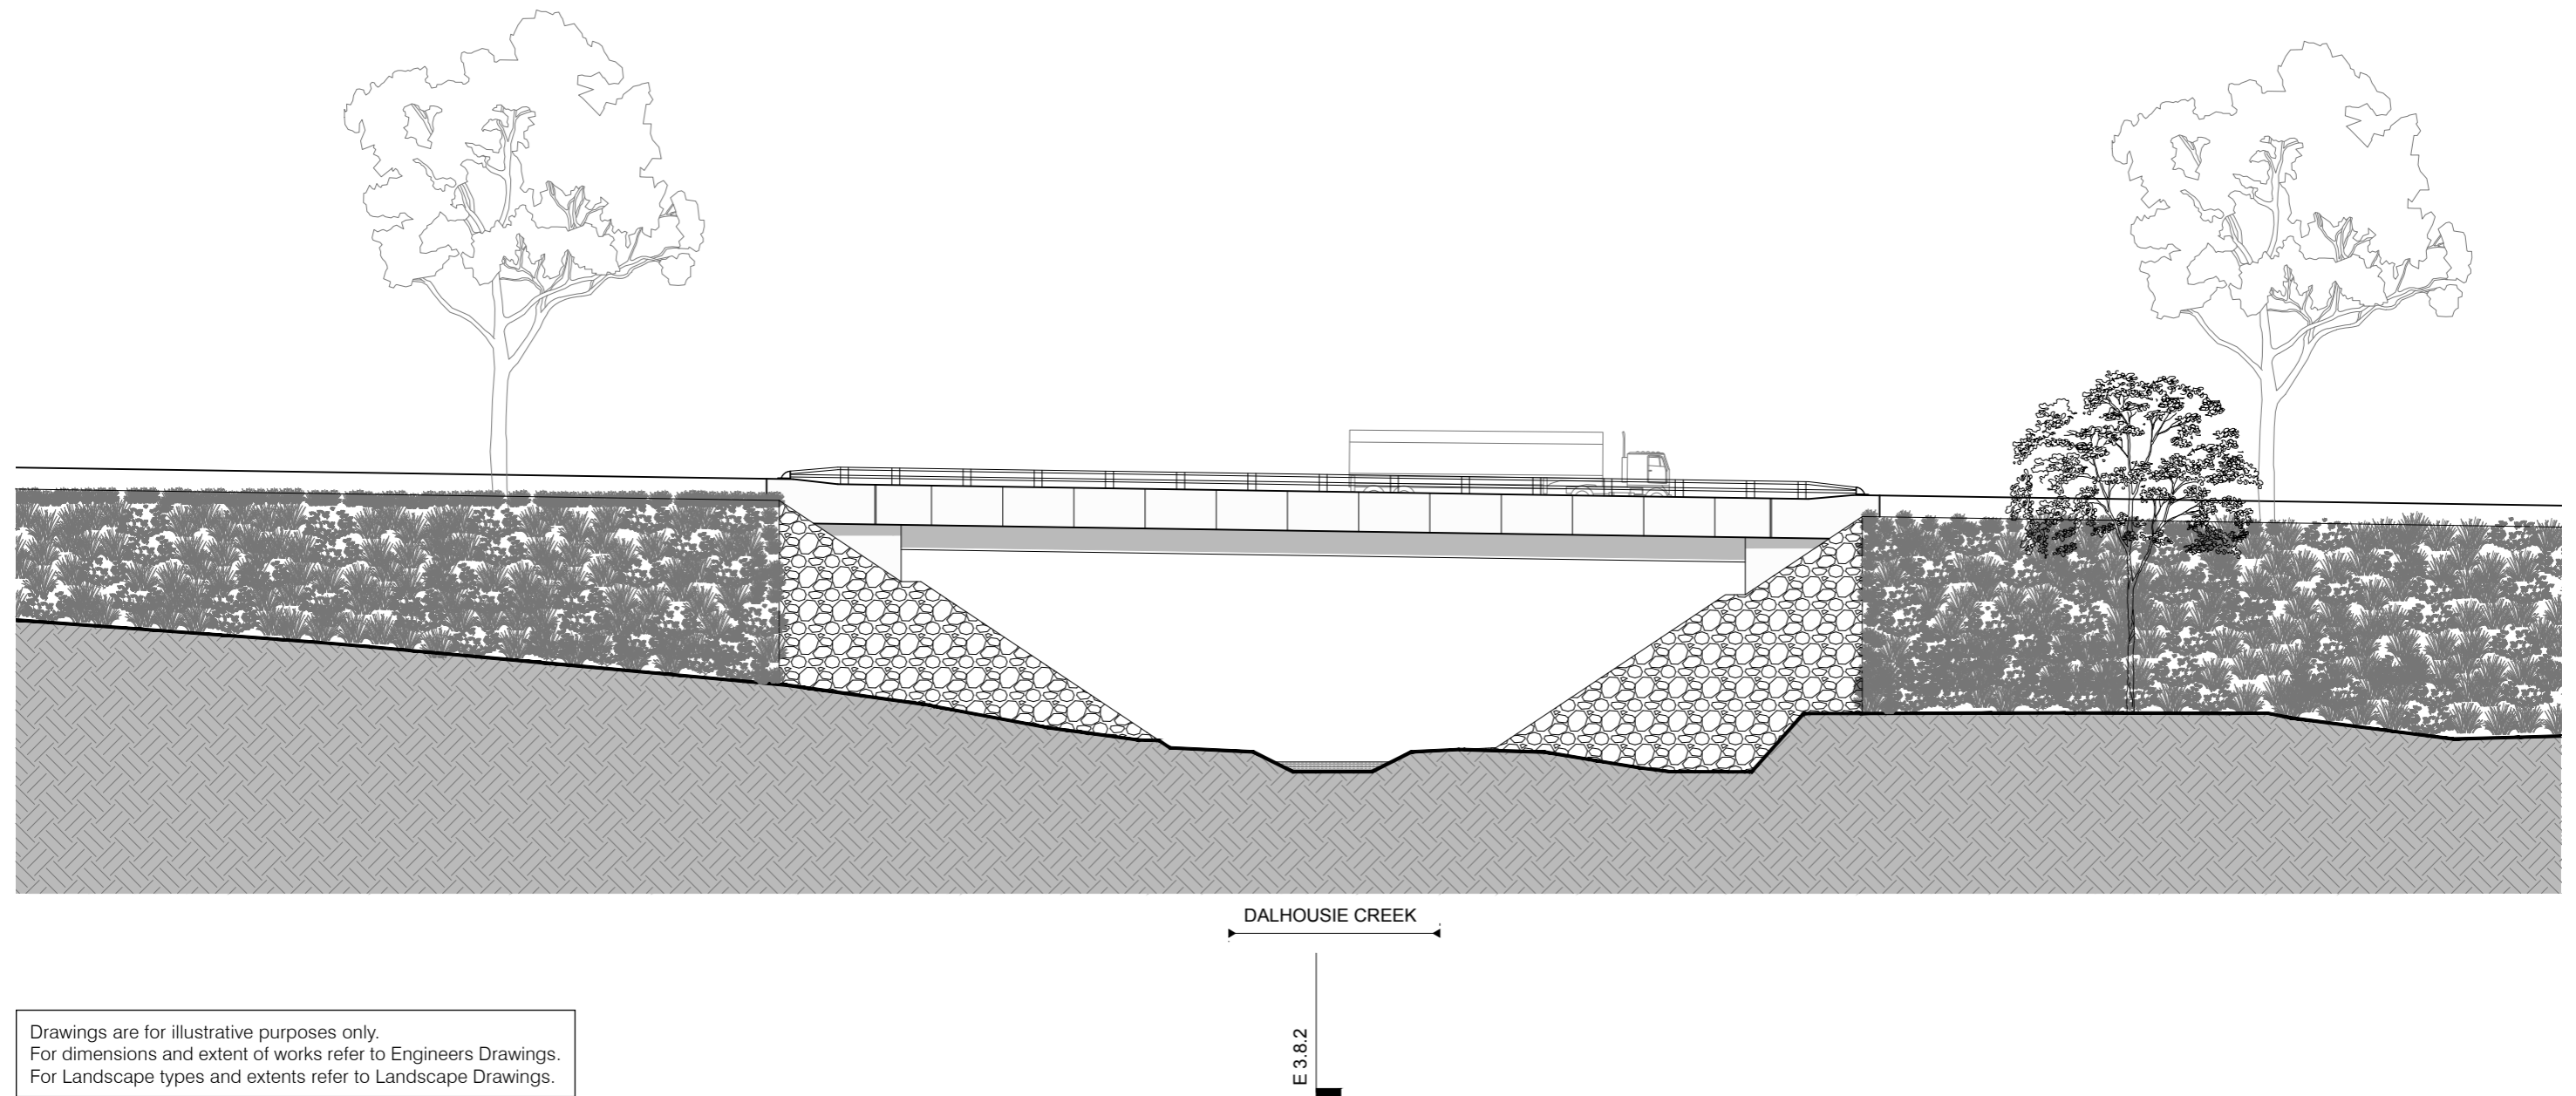 DALHOUSIE CREEK
E 3.8.2
Drawings are for illustrative purposes only.
For dimensions and extent of works refer to Engineers Drawings.
For Landscape types and extents refer to Landscape Drawings.